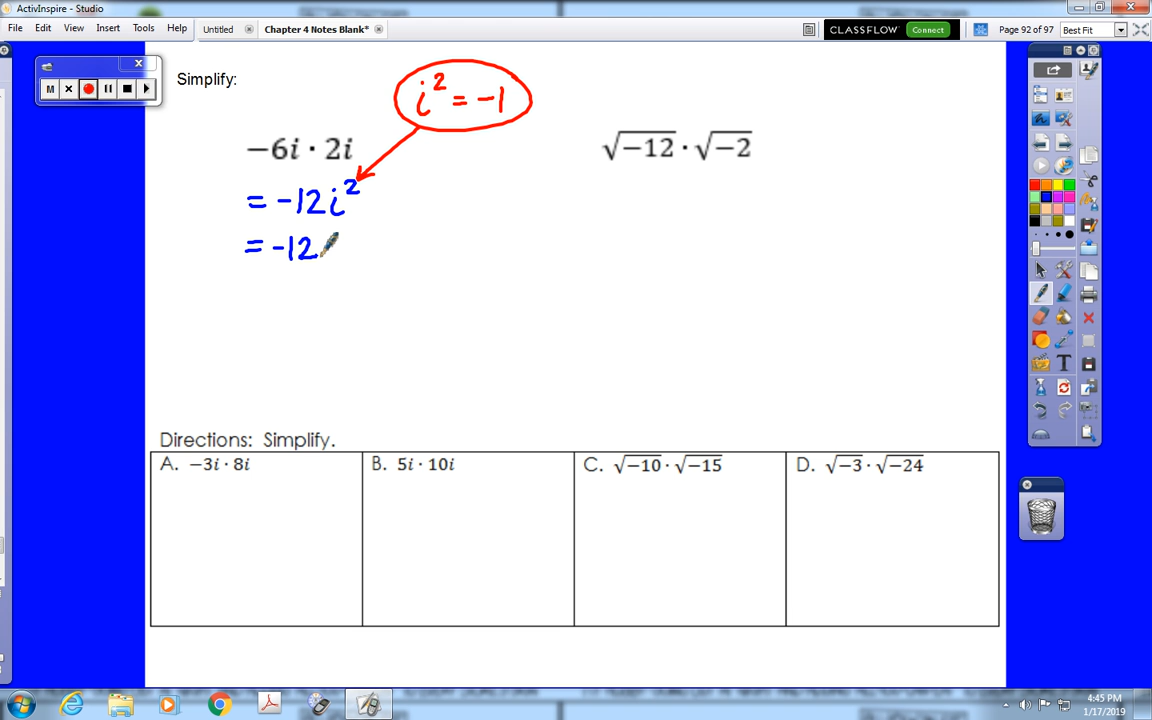 ActivInspire - Studio
File Edit View Insert Tools Help
Untitled
Chapter 4 Notes Blank*
CLASSFLOW Connect
Page 92 of 97
Best Fit
M
Simplify:
i² = -1
−6i · 2i
√−12 · √−2
= -12i²
= -12
Directions: Simplify.
A. −3i · 8i
B. 5i · 10i
C. √−10 · √−15
D. √−3 · √−24
T
4:45 PM
1/17/2019